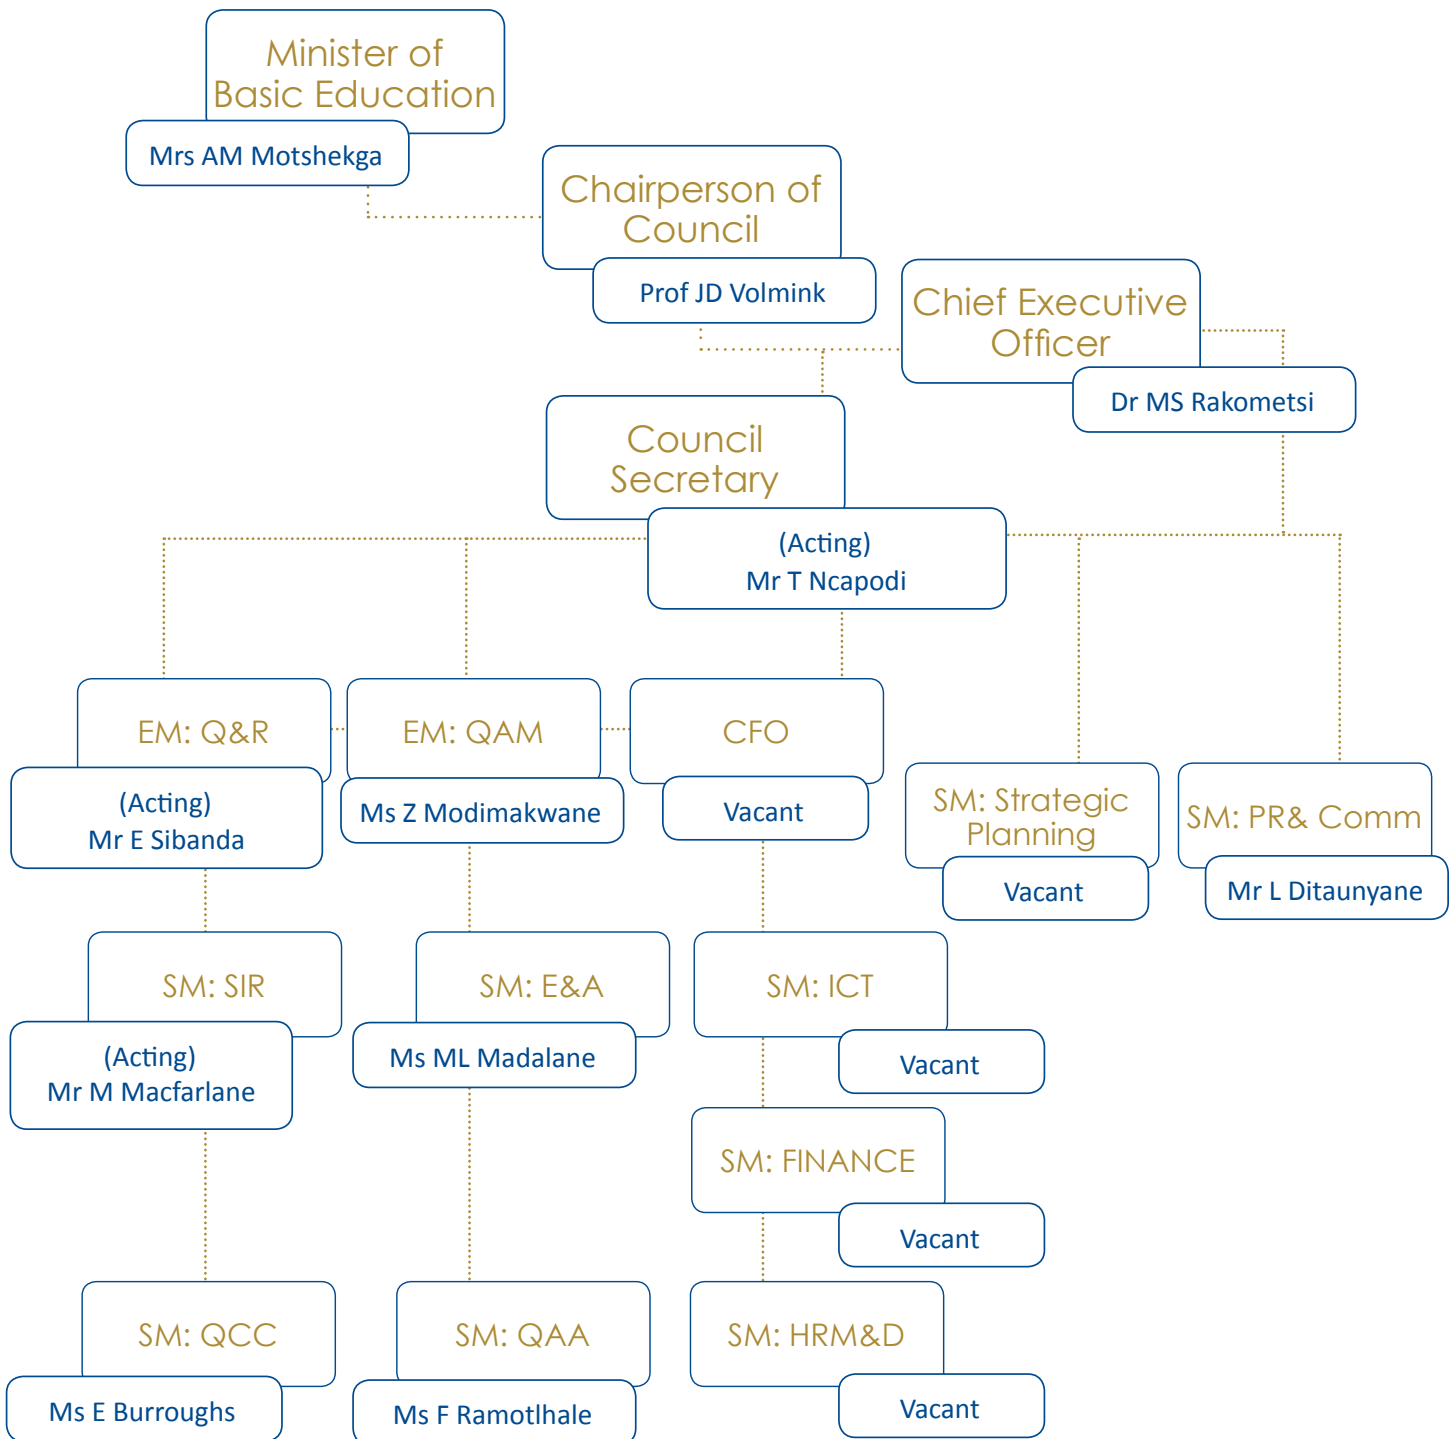 Minister of
Basic Education
Mrs AM Motshekga
Chairperson of
Council
Prof JD Volmink
Chief Executive
Officer
Dr MS Rakometsi
Council
Secretary
(Acting)
Mr T Ncapodi
EM: Q&R
(Acting)
Mr E Sibanda
EM: QAM
Ms Z Modimakwane
CFO
Vacant
SM: Strategic
Planning
Vacant
SM: PR& Comm
Mr L Ditaunyane
SM: SIR
(Acting)
Mr M Macfarlane
SM: E&A
Ms ML Madalane
SM: ICT
Vacant
SM: FINANCE
Vacant
SM: QCC
Ms E Burroughs
SM: QAA
Ms F Ramotlhale
SM: HRM&D
Vacant